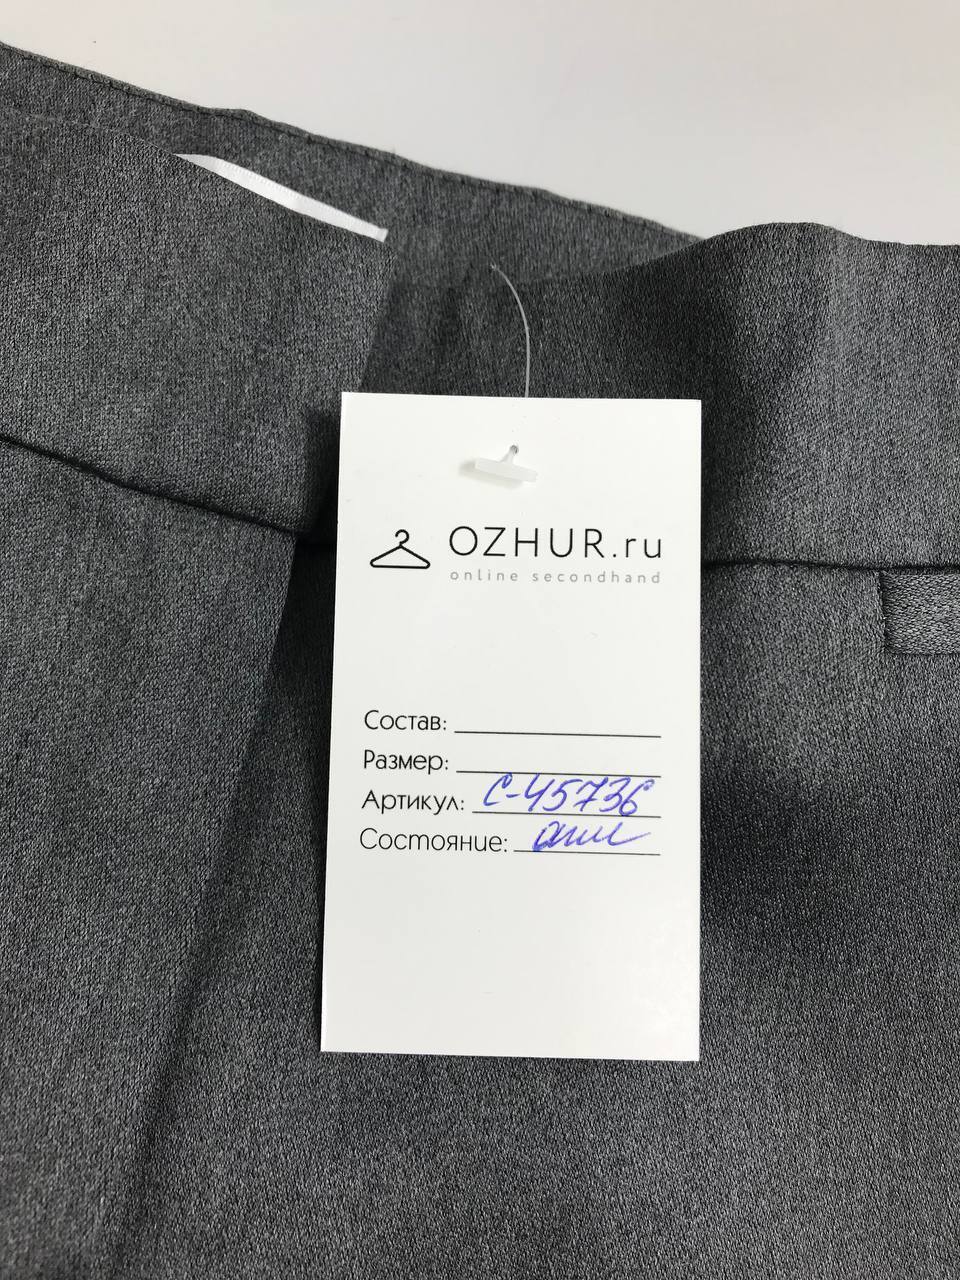 OZHUR.ru
online secondhand
Состав:
Размер:
Артикул: С-45736
Состояние: отл